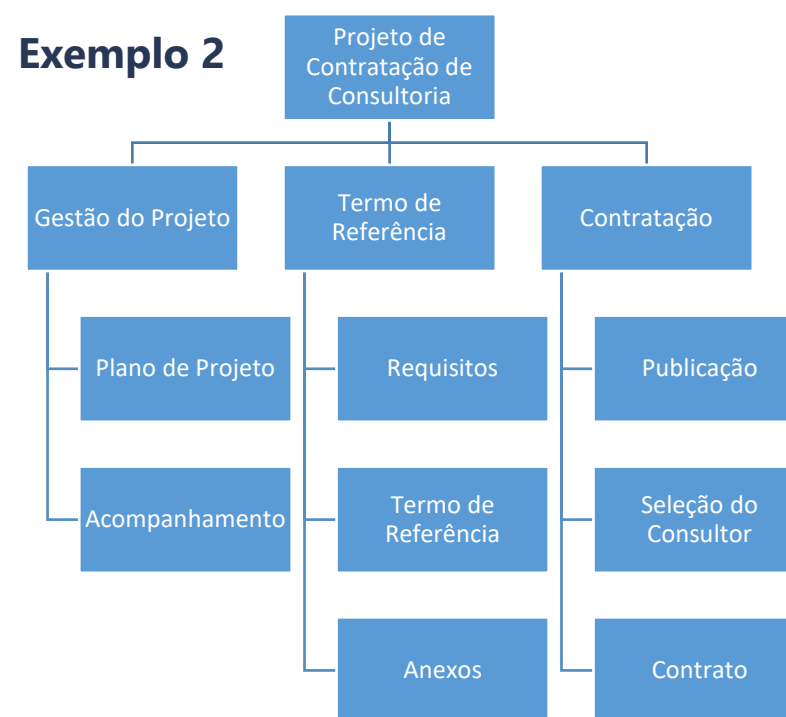 Exemplo 2
Projeto de
Contratação de
Consultoria
Gestão do Projeto
Termo de
Referência
Contratação
Plano de Projeto
Requisitos
Publicação
Acompanhamento
Termo de
Referência
Seleção do
Consultor
Anexos
Contrato